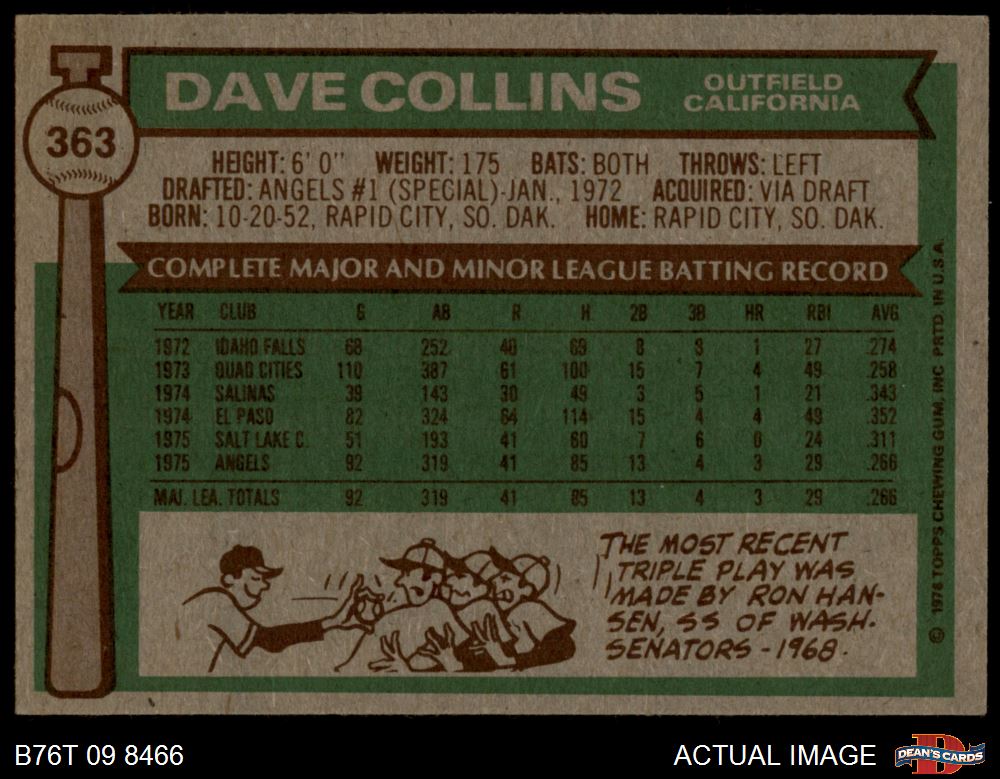 363
DAVE COLLINS
OUTFIELD
CALIFORNIA
HEIGHT: 6' 0" WEIGHT: 175 BATS: BOTH THROWS: LEFT
DRAFTED: ANGELS #1 (SPECIAL)-JAN., 1972 ACQUIRED: VIA DRAFT
BORN: 10-20-52, RAPID CITY, SO. DAK. HOME: RAPID CITY, SO. DAK.
COMPLETE MAJOR AND MINOR LEAGUE BATTING RECORD
YEAR CLUB G AB R H 2B 3B HR RBI AVG
1972 IDAHO FALLS 68 252 40 69 8 3 1 27 .274
1973 QUAD CITIES 110 387 61 100 15 7 4 49 .258
1974 SALINAS 39 143 30 49 3 5 1 21 .343
1974 EL PASO 82 324 64 114 15 4 4 49 .352
1975 SALT LAKE C. 51 193 41 60 7 6 0 24 .311
1975 ANGELS 92 319 41 85 13 4 3 29 .266
MAJ. LEA. TOTALS 92 319 41 85 13 4 3 29 .266
THE MOST RECENT
TRIPLE PLAY WAS
MADE BY RON HAN-
SEN, SS OF WASH.
SENATORS - 1968.
© 1976 TOPPS CHEWING GUM, INC. PRTD. IN U.S.A.
B76T 09 8466
ACTUAL IMAGE
DEAN'S CARDS